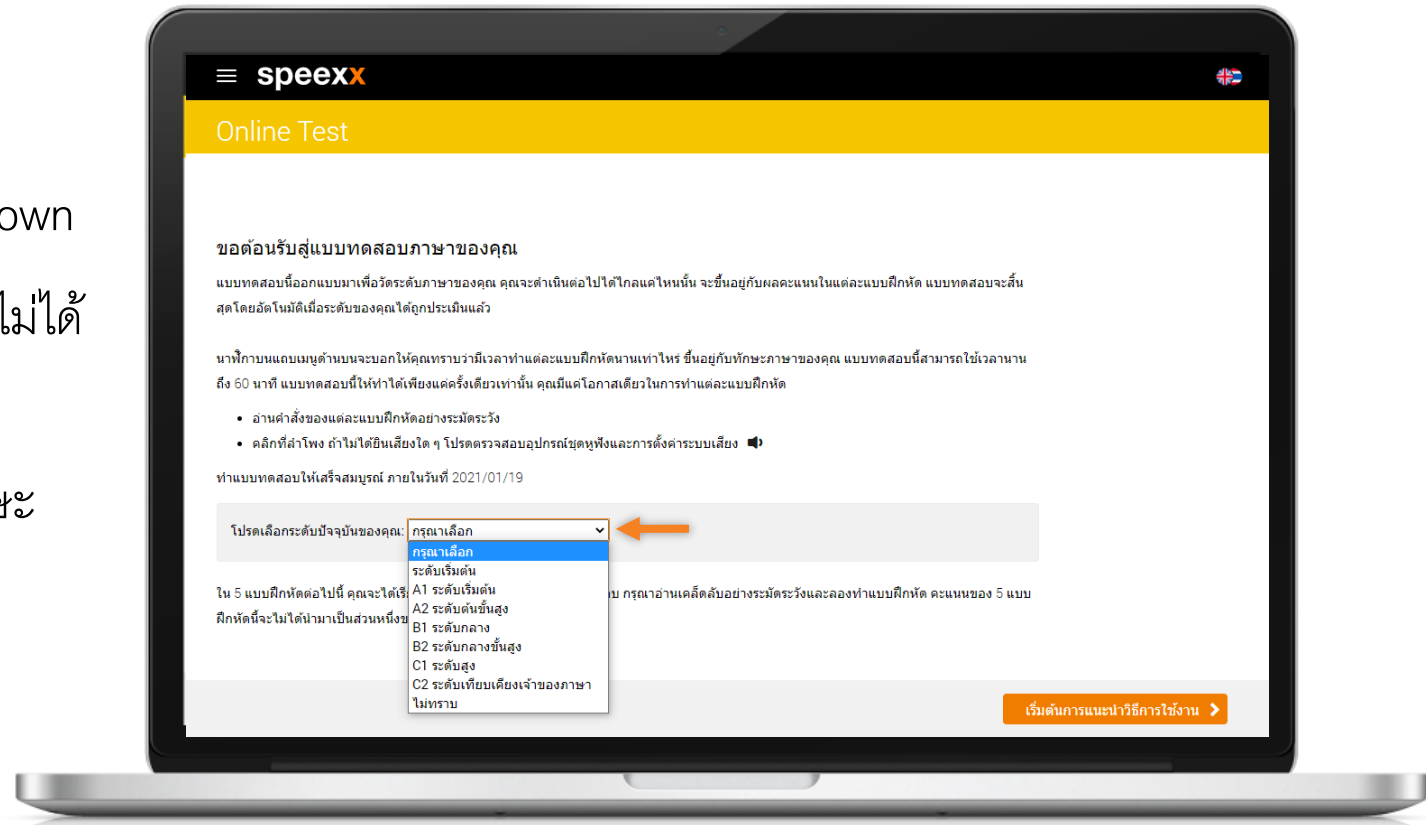 own
ไม่ได้
ษะ
speexx
Online Test
ขอต้อนรับสู่แบบทดสอบภาษาของคุณ
แบบทดสอบนี้ออกแบบมาเพื่อวัดระดับภาษาของคุณ คุณจะดำเนินต่อไปได้ไกลแค่ไหนนั้น จะขึ้นอยู่กับผลคะแนนในแต่ละแบบฝึกหัด แบบทดสอบจะสิ้น
สุดโดยอัตโนมัติเมื่อระดับของคุณได้ถูกประเมินแล้ว
นาฬิกาบนแถบเมนูด้านบนจะบอกให้คุณทราบว่ามีเวลาทำแต่ละแบบฝึกหัดนานเท่าไหร่ ขึ้นอยู่กับทักษะภาษาของคุณ แบบทดสอบนี้สามารถใช้เวลานาน
ถึง 60 นาที แบบทดสอบนี้ให้ทำได้เพียงแค่ครั้งเดียวเท่านั้น คุณมีแค่โอกาสเดียวในการทำแต่ละแบบฝึกหัด
• อ่านคำสั่งของแต่ละแบบฝึกหัดอย่างระมัดระวัง
• คลิกที่ลำโพง ถ้าไม่ได้ยินเสียงใด ๆ โปรดตรวจสอบอุปกรณ์ชุดหูฟังและการตั้งค่าระบบเสียง
ทำแบบทดสอบให้เสร็จสมบูรณ์ ภายในวันที่ 2021/01/19
โปรดเลือกระดับปัจจุบันของคุณ: กรุณาเลือก
กรุณาเลือก
ระดับเริ่มต้น
A1 ระดับเริ่มต้น
A2 ระดับต้นขั้นสูง
B1 ระดับกลาง
B2 ระดับกลางขั้นสูง
C1 ระดับสูง
C2 ระดับเทียบเคียงเจ้าของภาษา
ไม่ทราบ
ใน 5 แบบฝึกหัดต่อไปนี้ คุณจะได้เรี บ กรุณาอ่านเคล็ดลับอย่างระมัดระวังและลองทำแบบฝึกหัด คะแนนของ 5 แบบ
ฝึกหัดนี้จะไม่ได้นำมาเป็นส่วนหนึ่งข
เริ่มต้นการแนะนำวิธีการใช้งาน